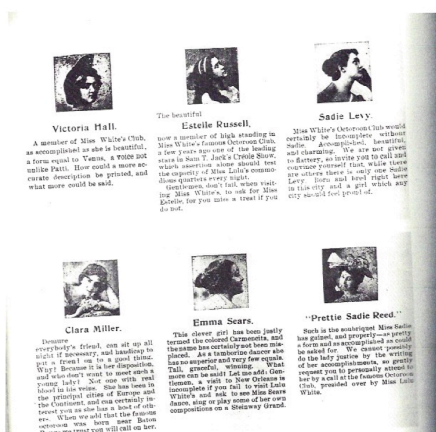 Victoria Hall.
A member of Miss White's Club,
as accomplished as she is beautiful,
a form equal to Venus, a voice not
unlike Patti. How could a more ac-
curate description be printed, and
what more could be said.
The beautiful
Estelle Russell,
now a member of high standing in
Miss White's famous Octoroon Club,
a few years ago one of the leading
stars in Sam T. Jack's Creole Show,
which assertion alone should test
the capacity of Miss Lulu's commo-
dious quarters every night.
Gentlemen, don't fail, when visit-
ing Miss White's, to ask for Miss
Estelle, for you miss a treat if you
do not.
Sadie Levy.
Miss White's Octoroon Club would
certainly be incomplete without
Sadie. Accomplished, beautiful,
and charming. We are not given
to flattery, so invite you to call and
convince yourself that, while there
are others there is only one Sadie
Levy. Born and bred right here
in this city and a girl which any
city should feel proud of.
Clara Miller.
Demure
everybody's friend, can sit up all
night if necessary, and handicap to
put a friend on to a good thing.
Why? Because it is her disposition,
and who don't want to meet such a
young lady? Not one with real
blood in his veins. She has been in
the principal cities of Europe and
the Continent, and can certainly in-
terest you as she has a host of oth-
ers. When we add that the famous
octoroon was born near Baton
trust you will call on her.
Emma Sears.
This clever girl has been justly
termed the colored Carmencita, and
the name has certainly not been mis-
placed. As a tamborine dancer she
has no superior and very few equals.
Tall, graceful, winning. What
more can be said! Let me add: Gen-
tlemen, a visit to New Orleans is
incomplete if you fail to visit Lulu
White's and ask to see Miss Sears
dance, sing or play some of her own
compositions on a Steinway Grand.
"Prettie Sadie Reed."
Such is the soubriquet Miss Sadie
has gained, and properly—as pretty
a form and as accomplished as could
be asked for. We cannot possibly
do the lady justice by the writing
of her accomplishments, so gently
request you to personally attend to
her by a call at the famous Octoroon
Club, presided over by Miss Lulu
White.